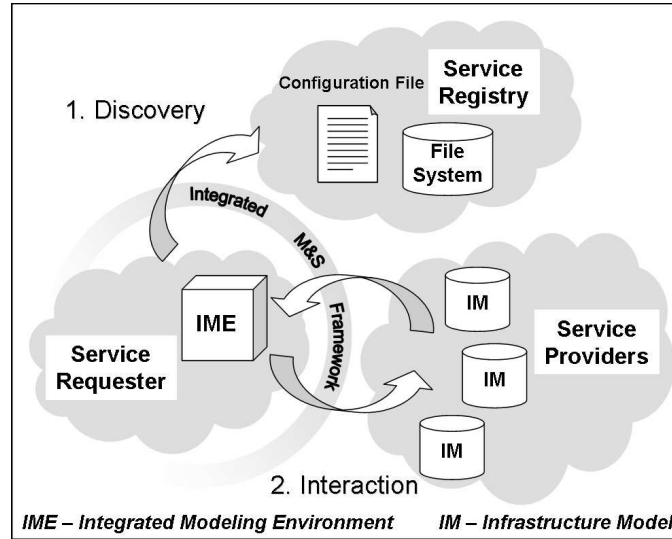 Configuration File
Service
Registry
1. Discovery
File
System
Integrated
M&S
Framework
IME
Service
Requester
IM
IM
IM
Service
Providers
2. Interaction
IME – Integrated Modeling Environment
IM – Infrastructure Model